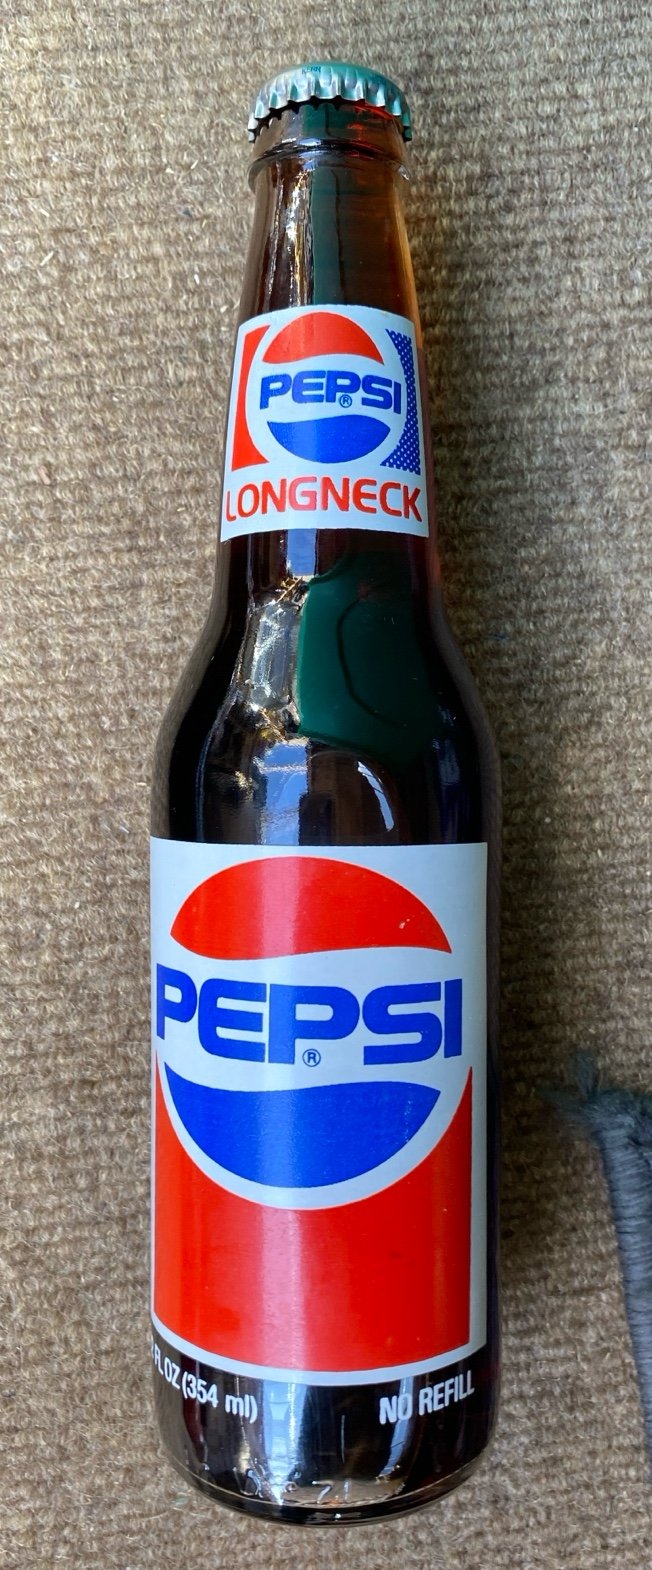 PEPSI
®
LONGNECK
PEPSI
®
FL OZ (354 ml)
NO REFILL